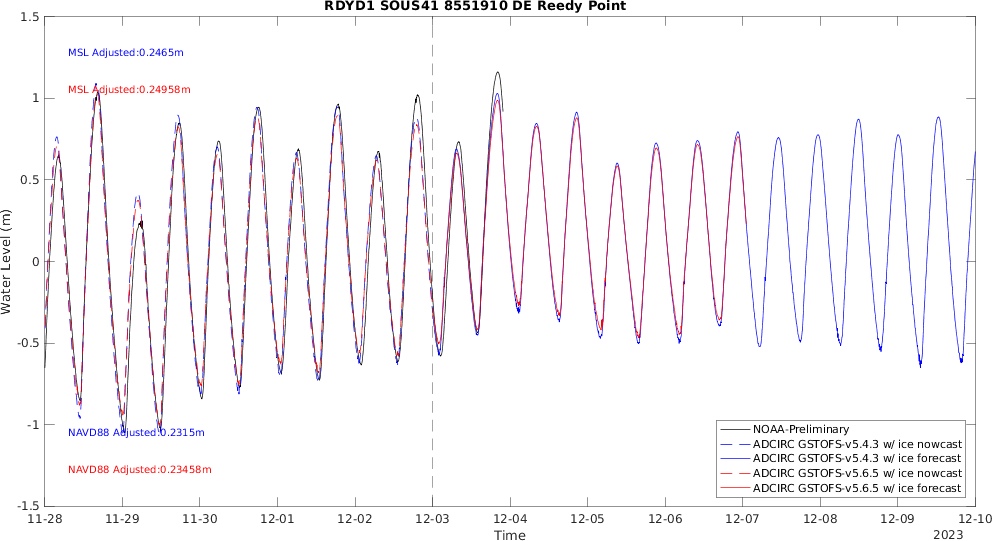 RDYD1 SOUS41 8551910 DE Reedy Point
1.5
MSL Adjusted:0.2465m
1
MSL Adjusted:0.24958m
0.5
0
-0.5
-1
NAVD88 Adjusted:0.2315m
NAVD88 Adjusted:0.23458m
-1.5
Water Level (m)
NOAA-Preliminary
ADCIRC GSTOFS-v5.4.3 w/ ice nowcast
ADCIRC GSTOFS-v5.4.3 w/ ice forecast
ADCIRC GSTOFS-v5.6.5 w/ ice nowcast
ADCIRC GSTOFS-v5.6.5 w/ ice forecast
11-28 11-29 11-30 12-01 12-02 12-03 12-04 12-05 12-06 12-07 12-08 12-09 12-10
Time
2023